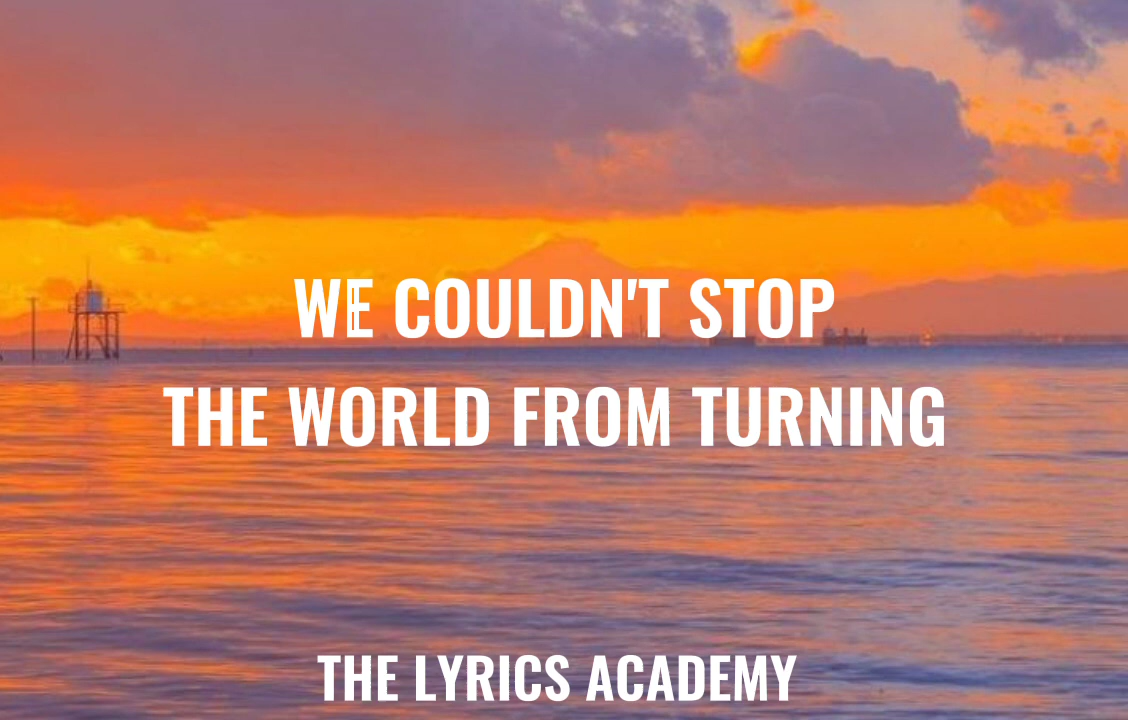 WE COULDN'T STOP
THE WORLD FROM TURNING
THE LYRICS ACADEMY